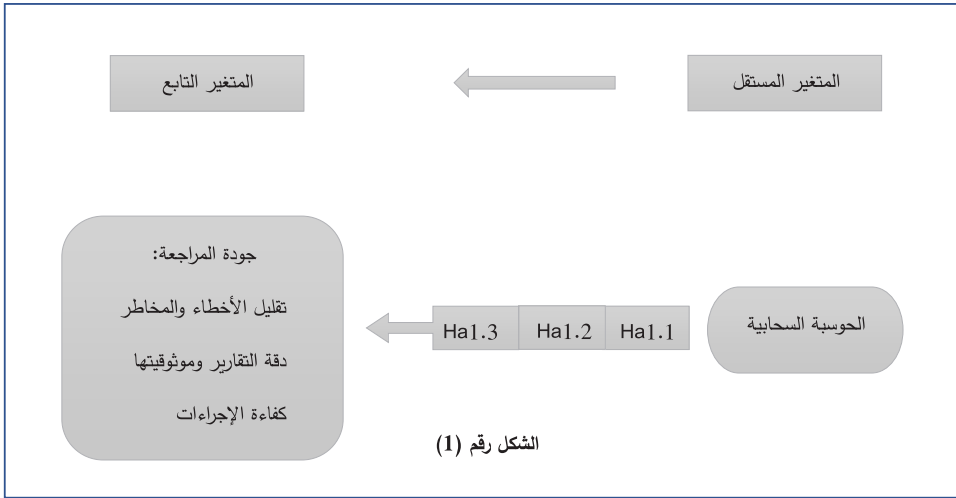 المتغير المستقل
المتغير التابع
الحوسبة السحابية
Ha1.1
Ha1.2
Ha1.3
جودة المراجعة:
تقليل الأخطاء والمخاطر
دقة التقارير وموثوقيتها
كفاءة الإجراءات
الشكل رقم (1)